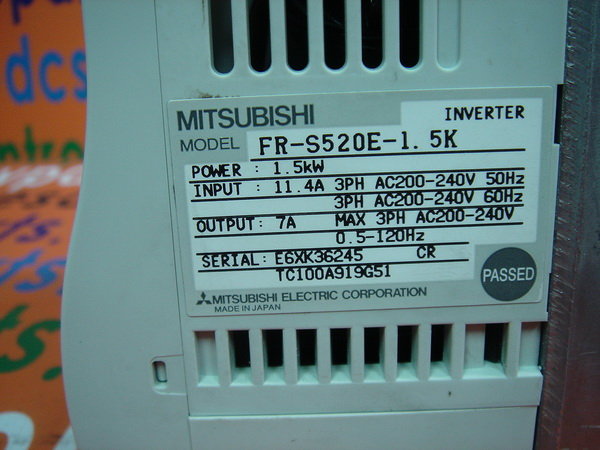 dcs
MITSUBISHI
INVERTER
MODEL FR-S520E-1.5K
POWER : 1.5kW
INPUT : 11.4A 3PH AC200-240V 50Hz
3PH AC200-240V 60Hz
OUTPUT: 7A MAX 3PH AC200-240V
0.5-120Hz
SERIAL: E6XK36245 CR
TC100A919G51
PASSED
MITSUBISHI ELECTRIC CORPORATION
MADE IN JAPAN